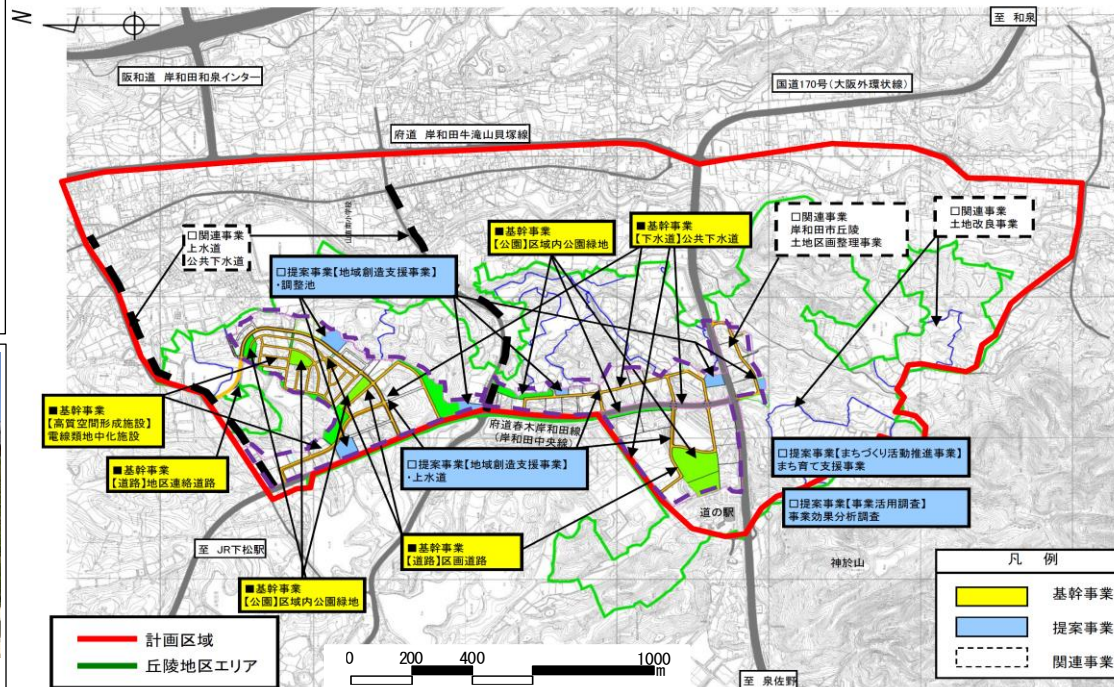 N
至 和泉
阪和道 岸和田和泉インター
国道170号(大阪外環状線)
府道 岸和田牛滝山貝塚線
□関連事業
上水道
公共下水道
■基幹事業
【公園】区域内公園緑地
■基幹事業
【下水道】公共下水道
□関連事業
岸和田市丘陵
土地区画整理事業
□関連事業
土地改良事業
□提案事業【地域創造支援事業】
・調整池
■基幹事業
【高質空間形成施設】
電線類地中化施設
■基幹事業
【道路】地区連絡道路
府道春木岸和田線
(岸和田中央線)
□提案事業【地域創造支援事業】
・上水道
□提案事業【まちづくり活動推進事業】
まち育て支援事業
□提案事業【事業活用調査】
事業効果分析調査
道の駅
至 JR下松駅
■基幹事業
【道路】区画道路
神於山
■基幹事業
【公園】区域内公園緑地
凡 例
基幹事業
提案事業
関連事業
計画区域
丘陵地区エリア
0 200 400 1000
m
至 泉佐野